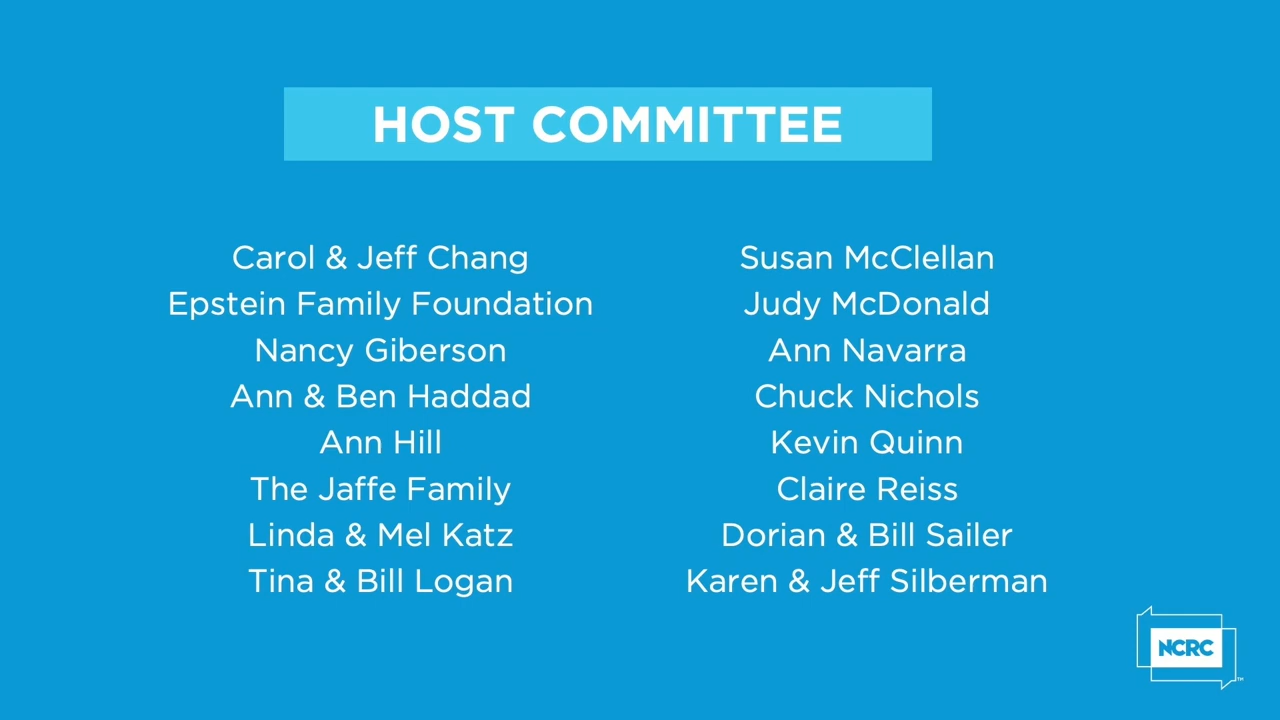 HOST COMMITTEE
Carol & Jeff Chang
Epstein Family Foundation
Nancy Giberson
Ann & Ben Haddad
Ann Hill
The Jaffe Family
Linda & Mel Katz
Tina & Bill Logan
Susan McClellan
Judy McDonald
Ann Navarra
Chuck Nichols
Kevin Quinn
Claire Reiss
Dorian & Bill Sailer
Karen & Jeff Silberman
NCRC
™